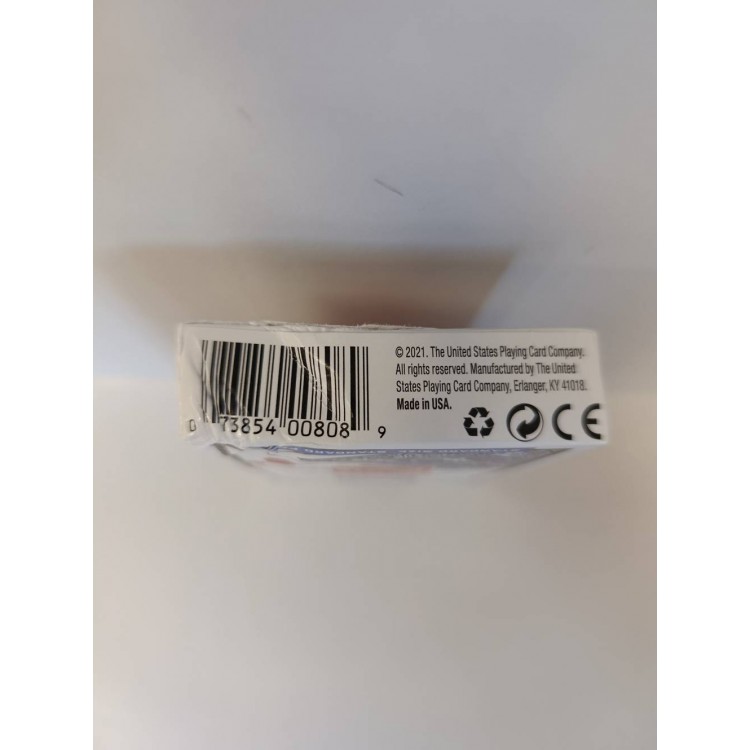 © 2021. The United States Playing Card Company.
All rights reserved. Manufactured by The United
States Playing Card Company, Erlanger, KY 41018.
Made in USA.
0 73854 00808 9
CE
STANDARD